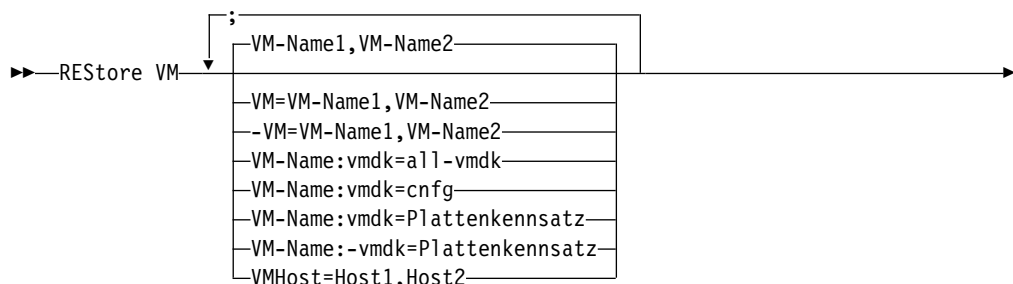 ;
VM-Name1,VM-Name2
REStore VM
VM=VM-Name1,VM-Name2
-VM=VM-Name1,VM-Name2
VM-Name:vmdk=all-vmdk
VM-Name:vmdk=cnfg
VM-Name:vmdk=Plattenkennsatz
VM-Name:-vmdk=Plattenkennsatz
VMHost=Host1,Host2